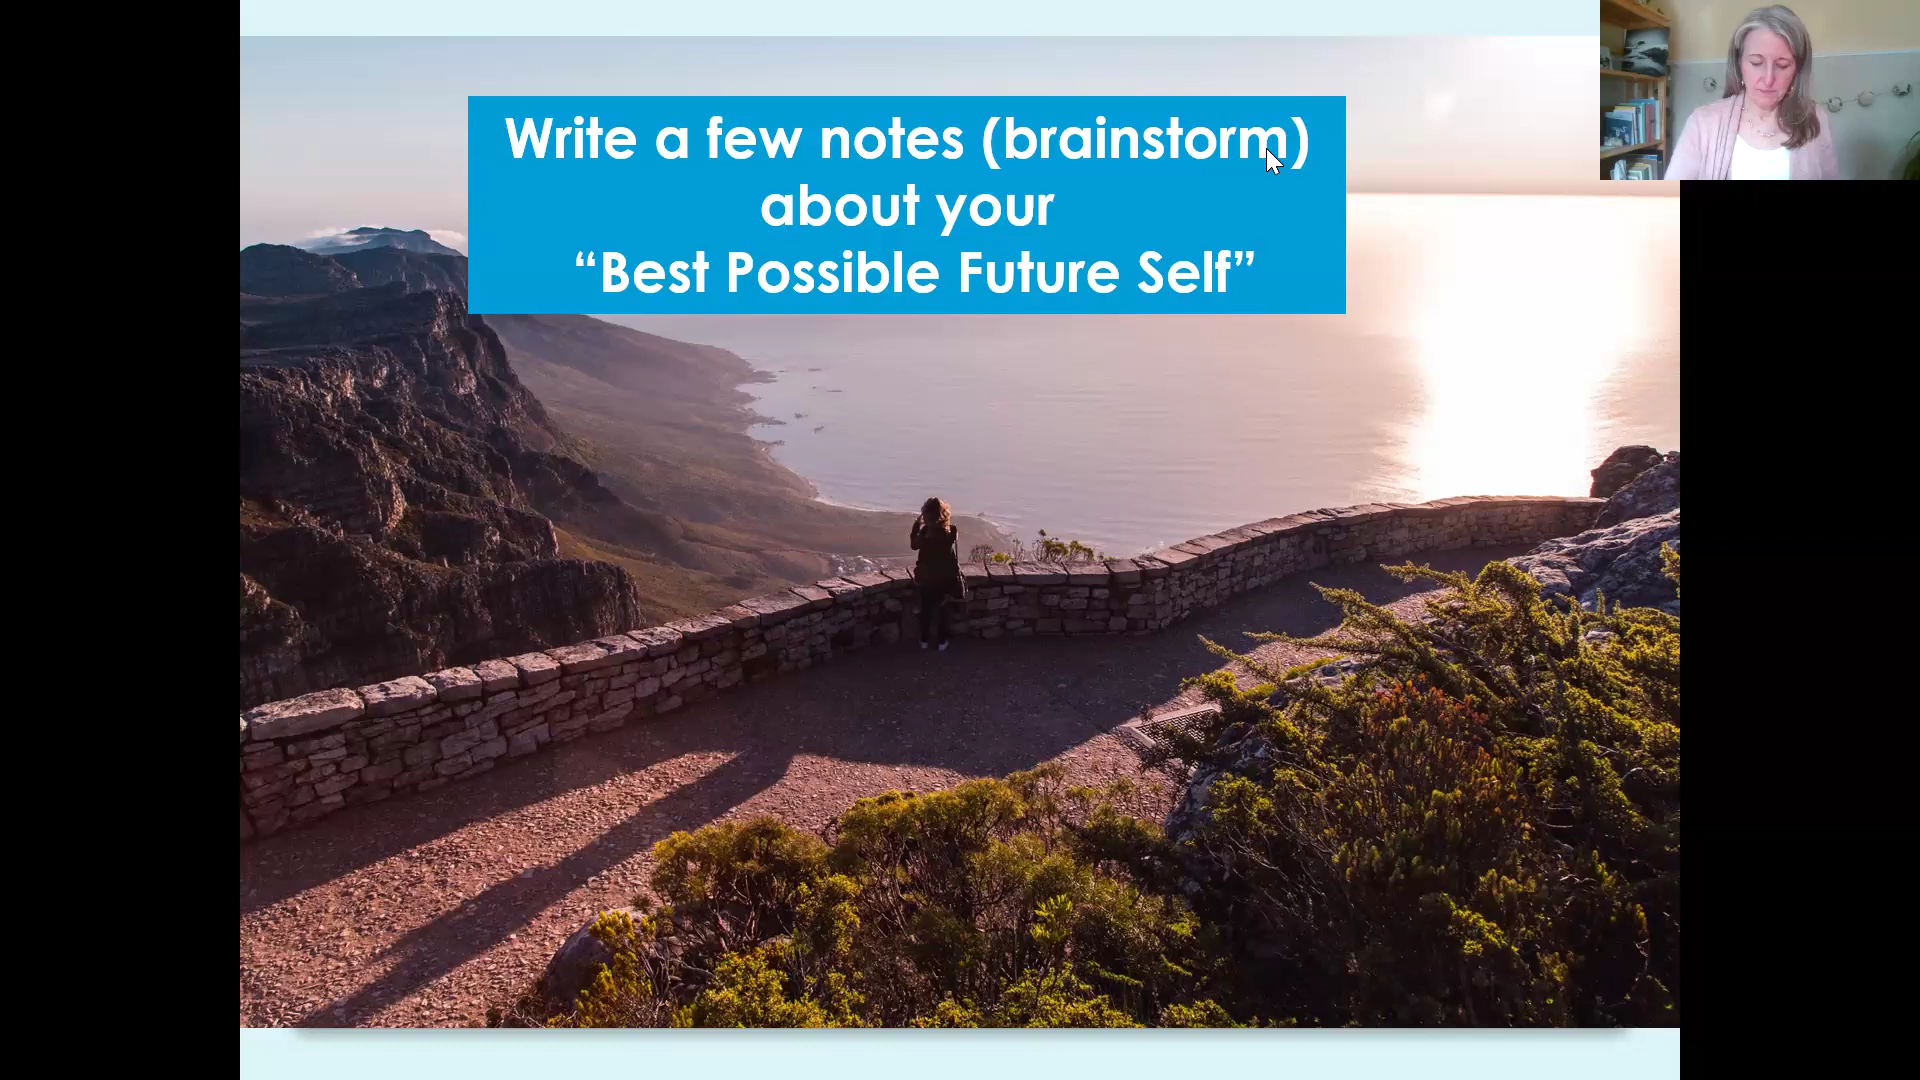 Write a few notes (brainstorm)
about your
“Best Possible Future Self”